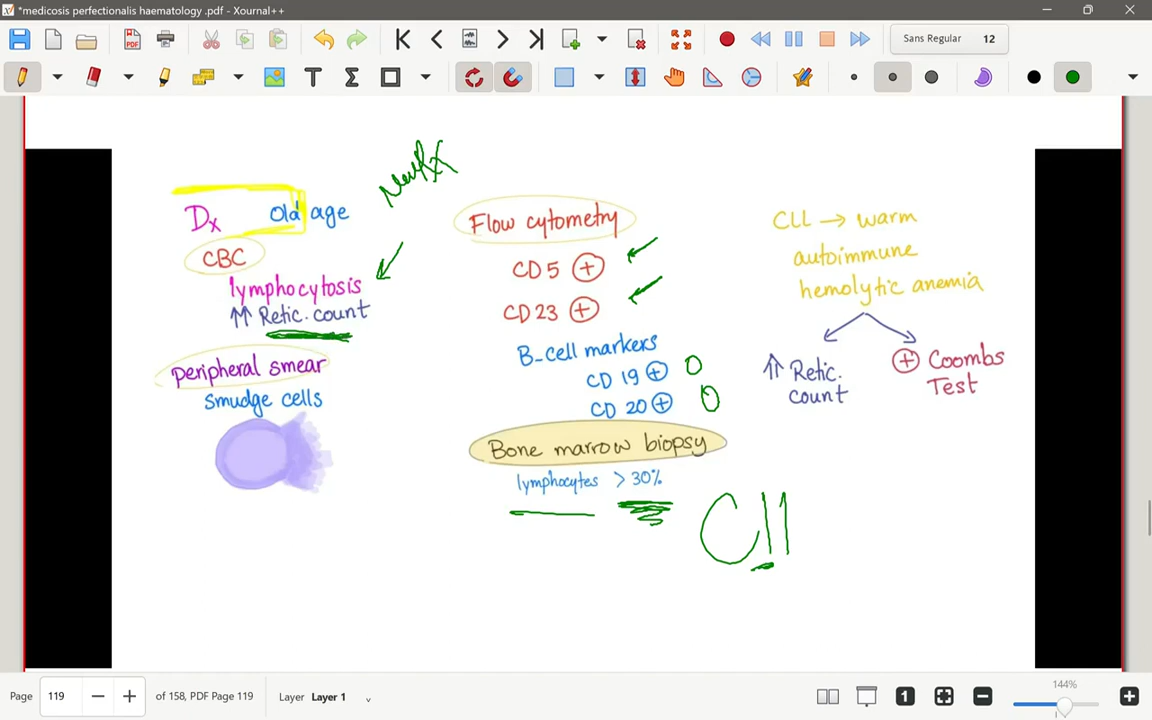 *medicosis perfectionalis haematology .pdf - Xournal++
Sans Regular 12
Dx Old age
CBC
lymphocytosis
↑↑ Retic. count
peripheral smear
smudge cells
Flow cytometry
CD 5 +
CD 23 +
B-cell markers
CD 19 +
CD 20 +
Bone marrow biopsy
lymphocytes > 30%
Cll
CLL → warm
autoimmune
hemolytic anemia
↑↑ Retic.
count
+ Coombs
Test
Page 119 of 158, PDF Page 119 Layer Layer 1
144%